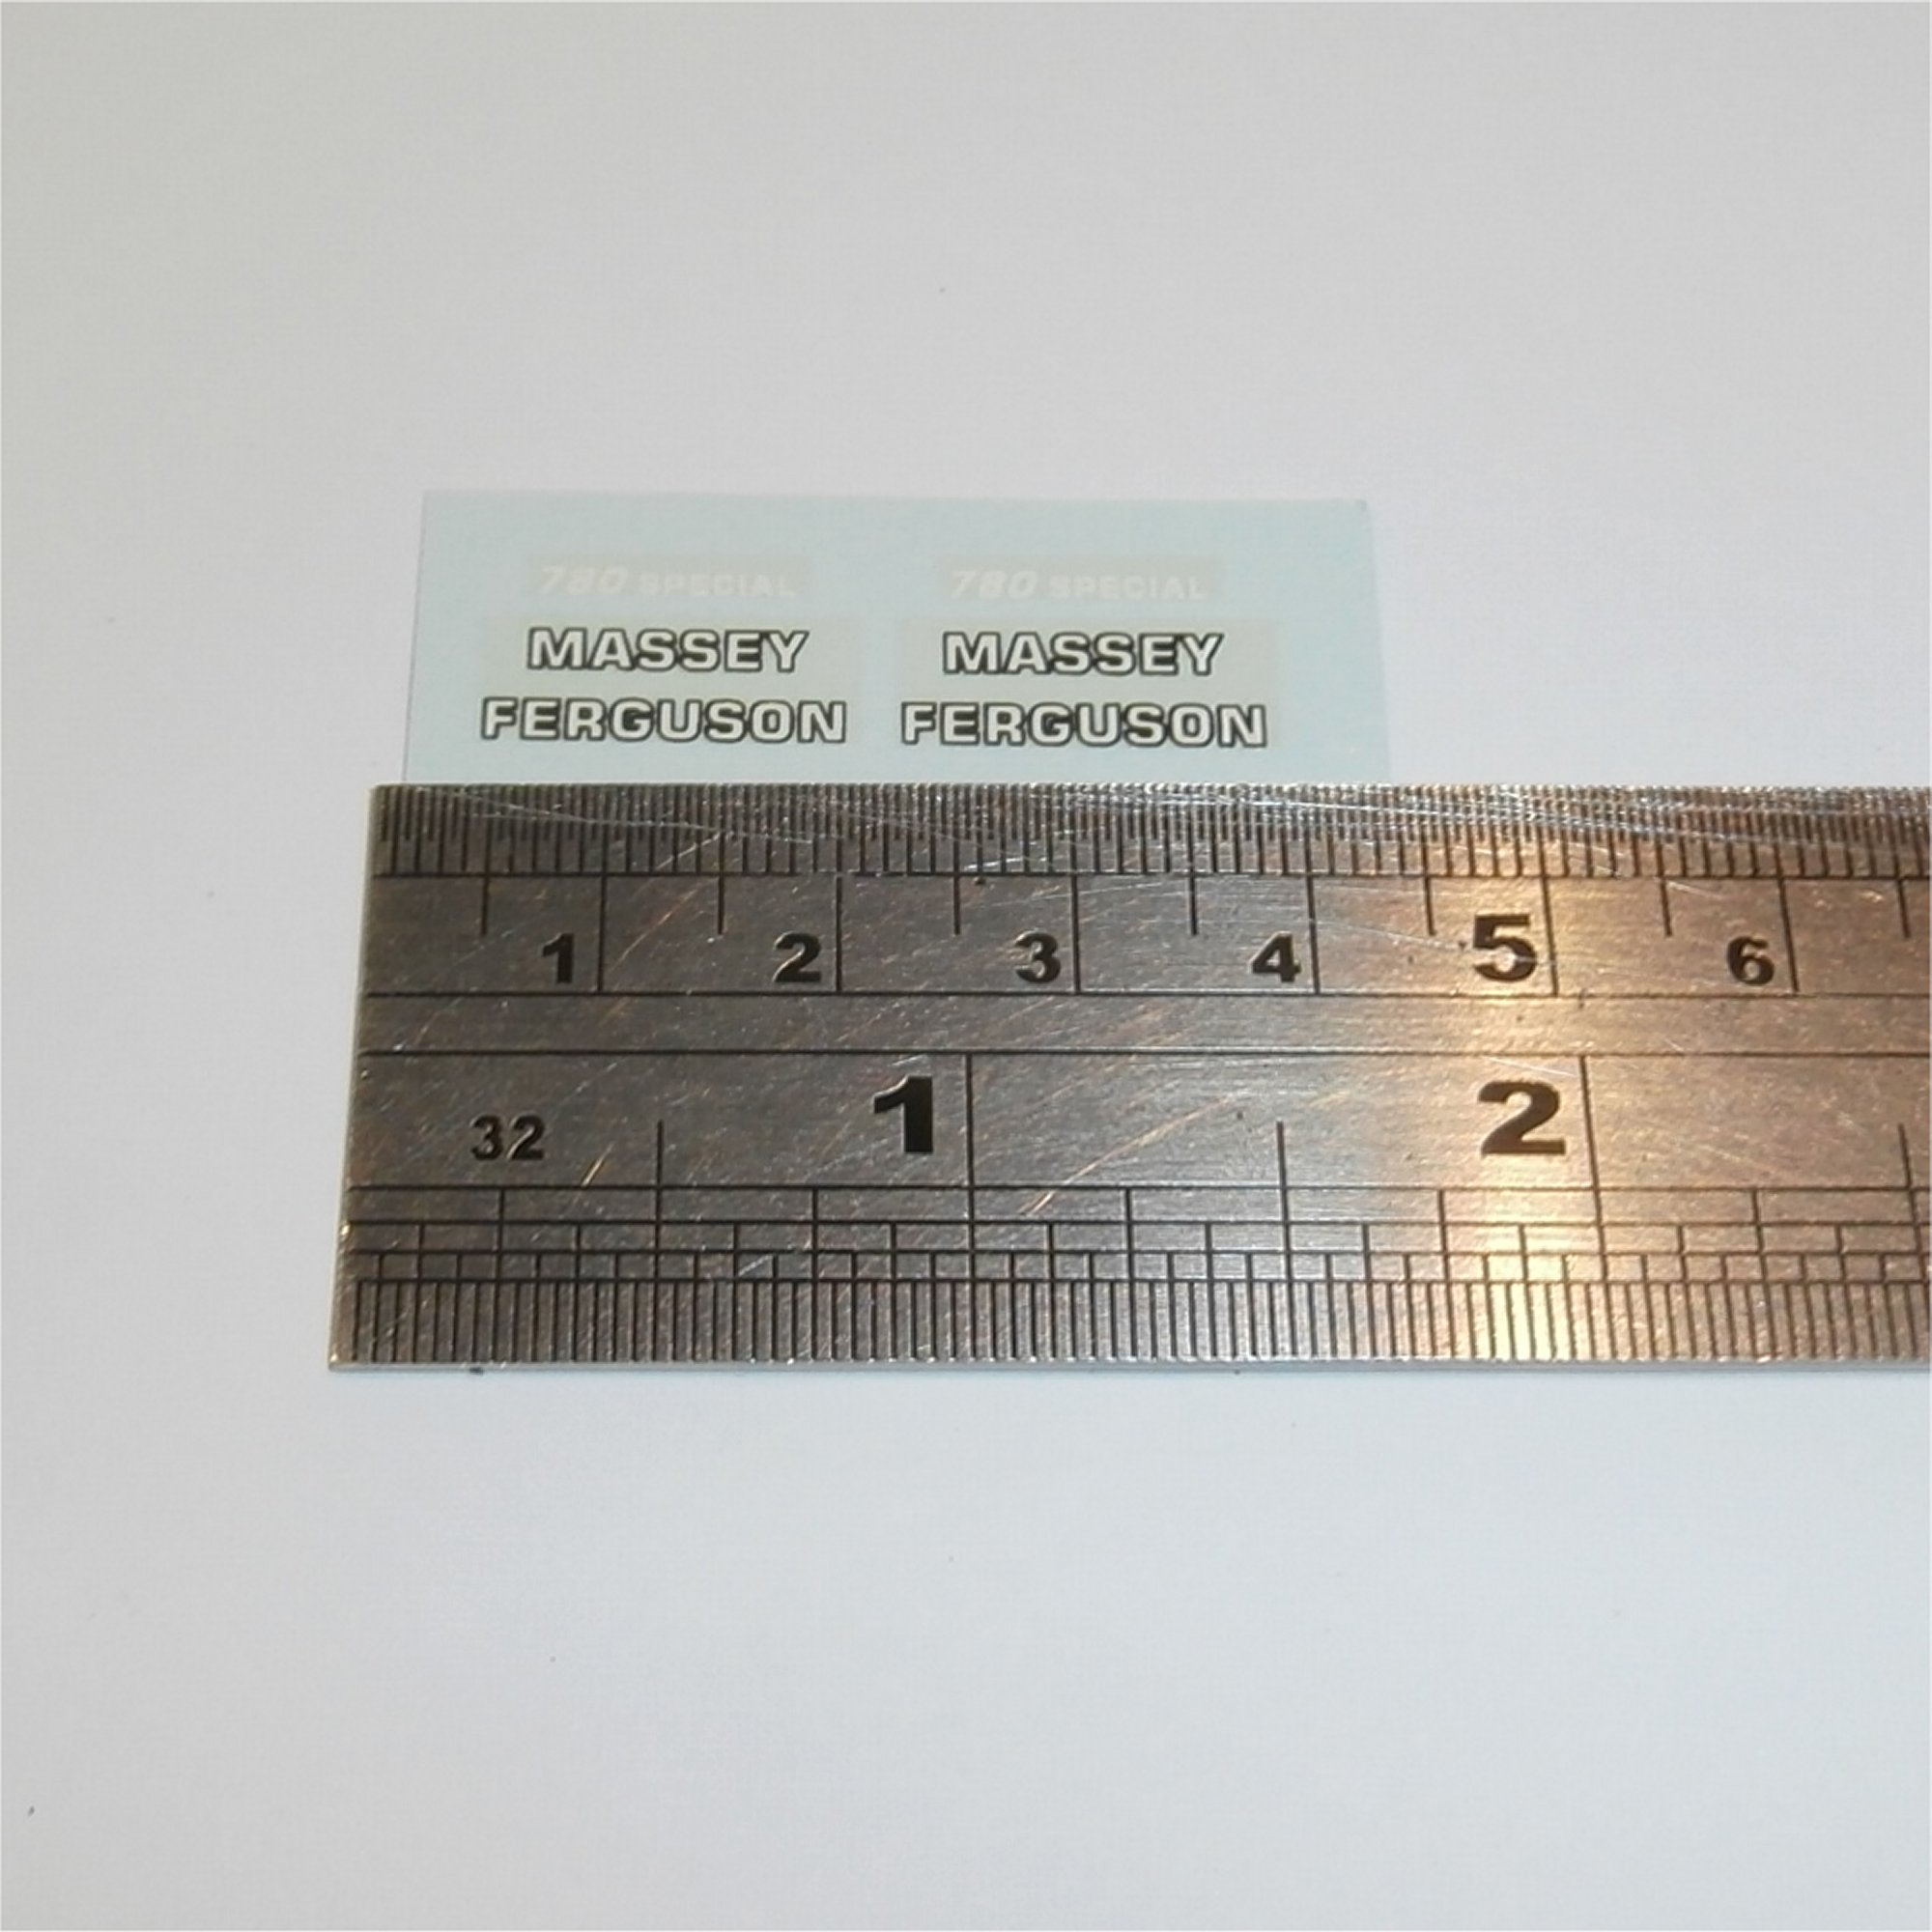 780 SPECIAL 780 SPECIAL
MASSEY MASSEY
FERGUSON FERGUSON
1 2 3 4 5 6
1 2
32